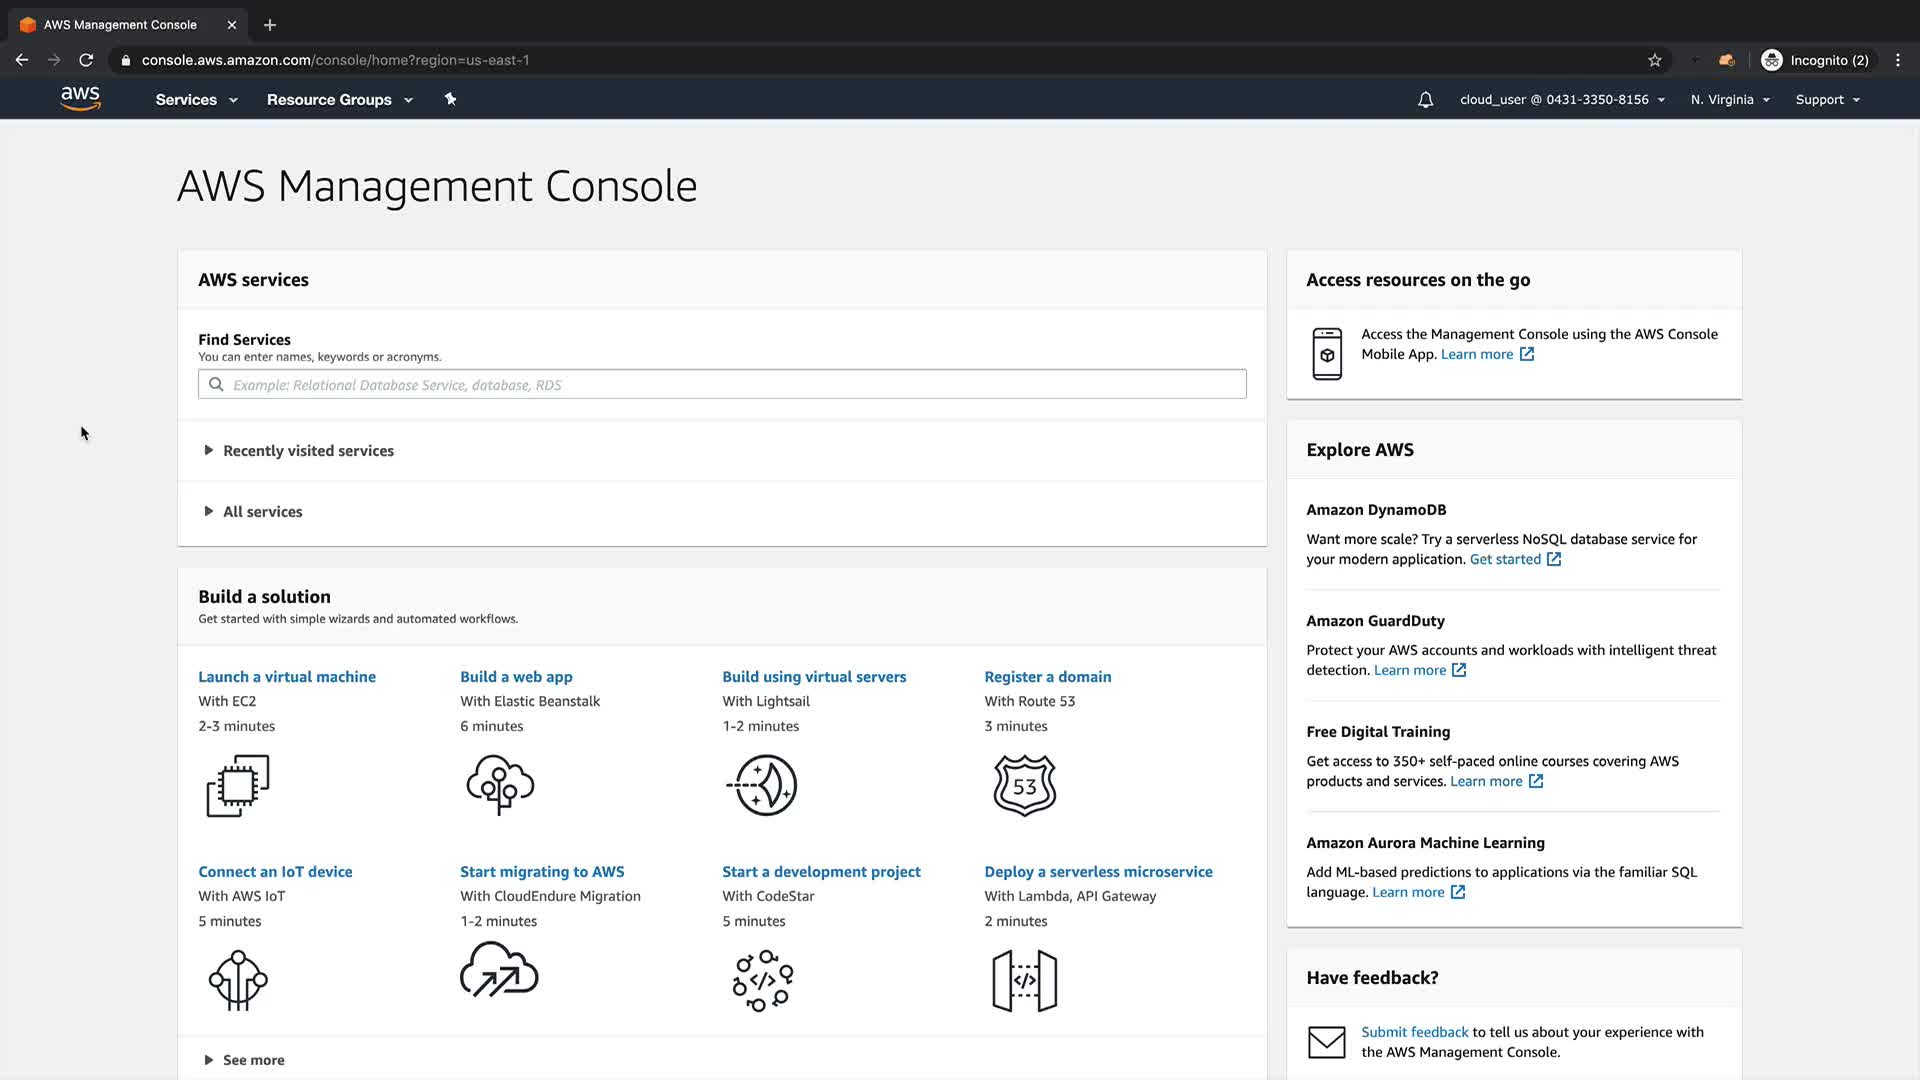 AWS Management Console
console.aws.amazon.com/console/home?region=us-east-1
Incognito (2)
aws
Services
Resource Groups
cloud_user @ 0431-3350-8156
N. Virginia
Support
AWS Management Console
AWS services
Find Services
You can enter names, keywords or acronyms.
Example: Relational Database Service, database, RDS
Recently visited services
All services
Build a solution
Get started with simple wizards and automated workflows.
Launch a virtual machine
With EC2
2-3 minutes
Build a web app
With Elastic Beanstalk
6 minutes
Build using virtual servers
With Lightsail
1-2 minutes
Register a domain
With Route 53
3 minutes
53
Connect an IoT device
With AWS IoT
5 minutes
Start migrating to AWS
With CloudEndure Migration
1-2 minutes
Start a development project
With CodeStar
5 minutes
</>
Deploy a serverless microservice
With Lambda, API Gateway
2 minutes
</>
See more
Access resources on the go
Access the Management Console using the AWS Console
Mobile App. Learn more
Explore AWS
Amazon DynamoDB
Want more scale? Try a serverless NoSQL database service for
your modern application. Get started
Amazon GuardDuty
Protect your AWS accounts and workloads with intelligent threat
detection. Learn more
Free Digital Training
Get access to 350+ self-paced online courses covering AWS
products and services. Learn more
Amazon Aurora Machine Learning
Add ML-based predictions to applications via the familiar SQL
language. Learn more
Have feedback?
Submit feedback to tell us about your experience with
the AWS Management Console.